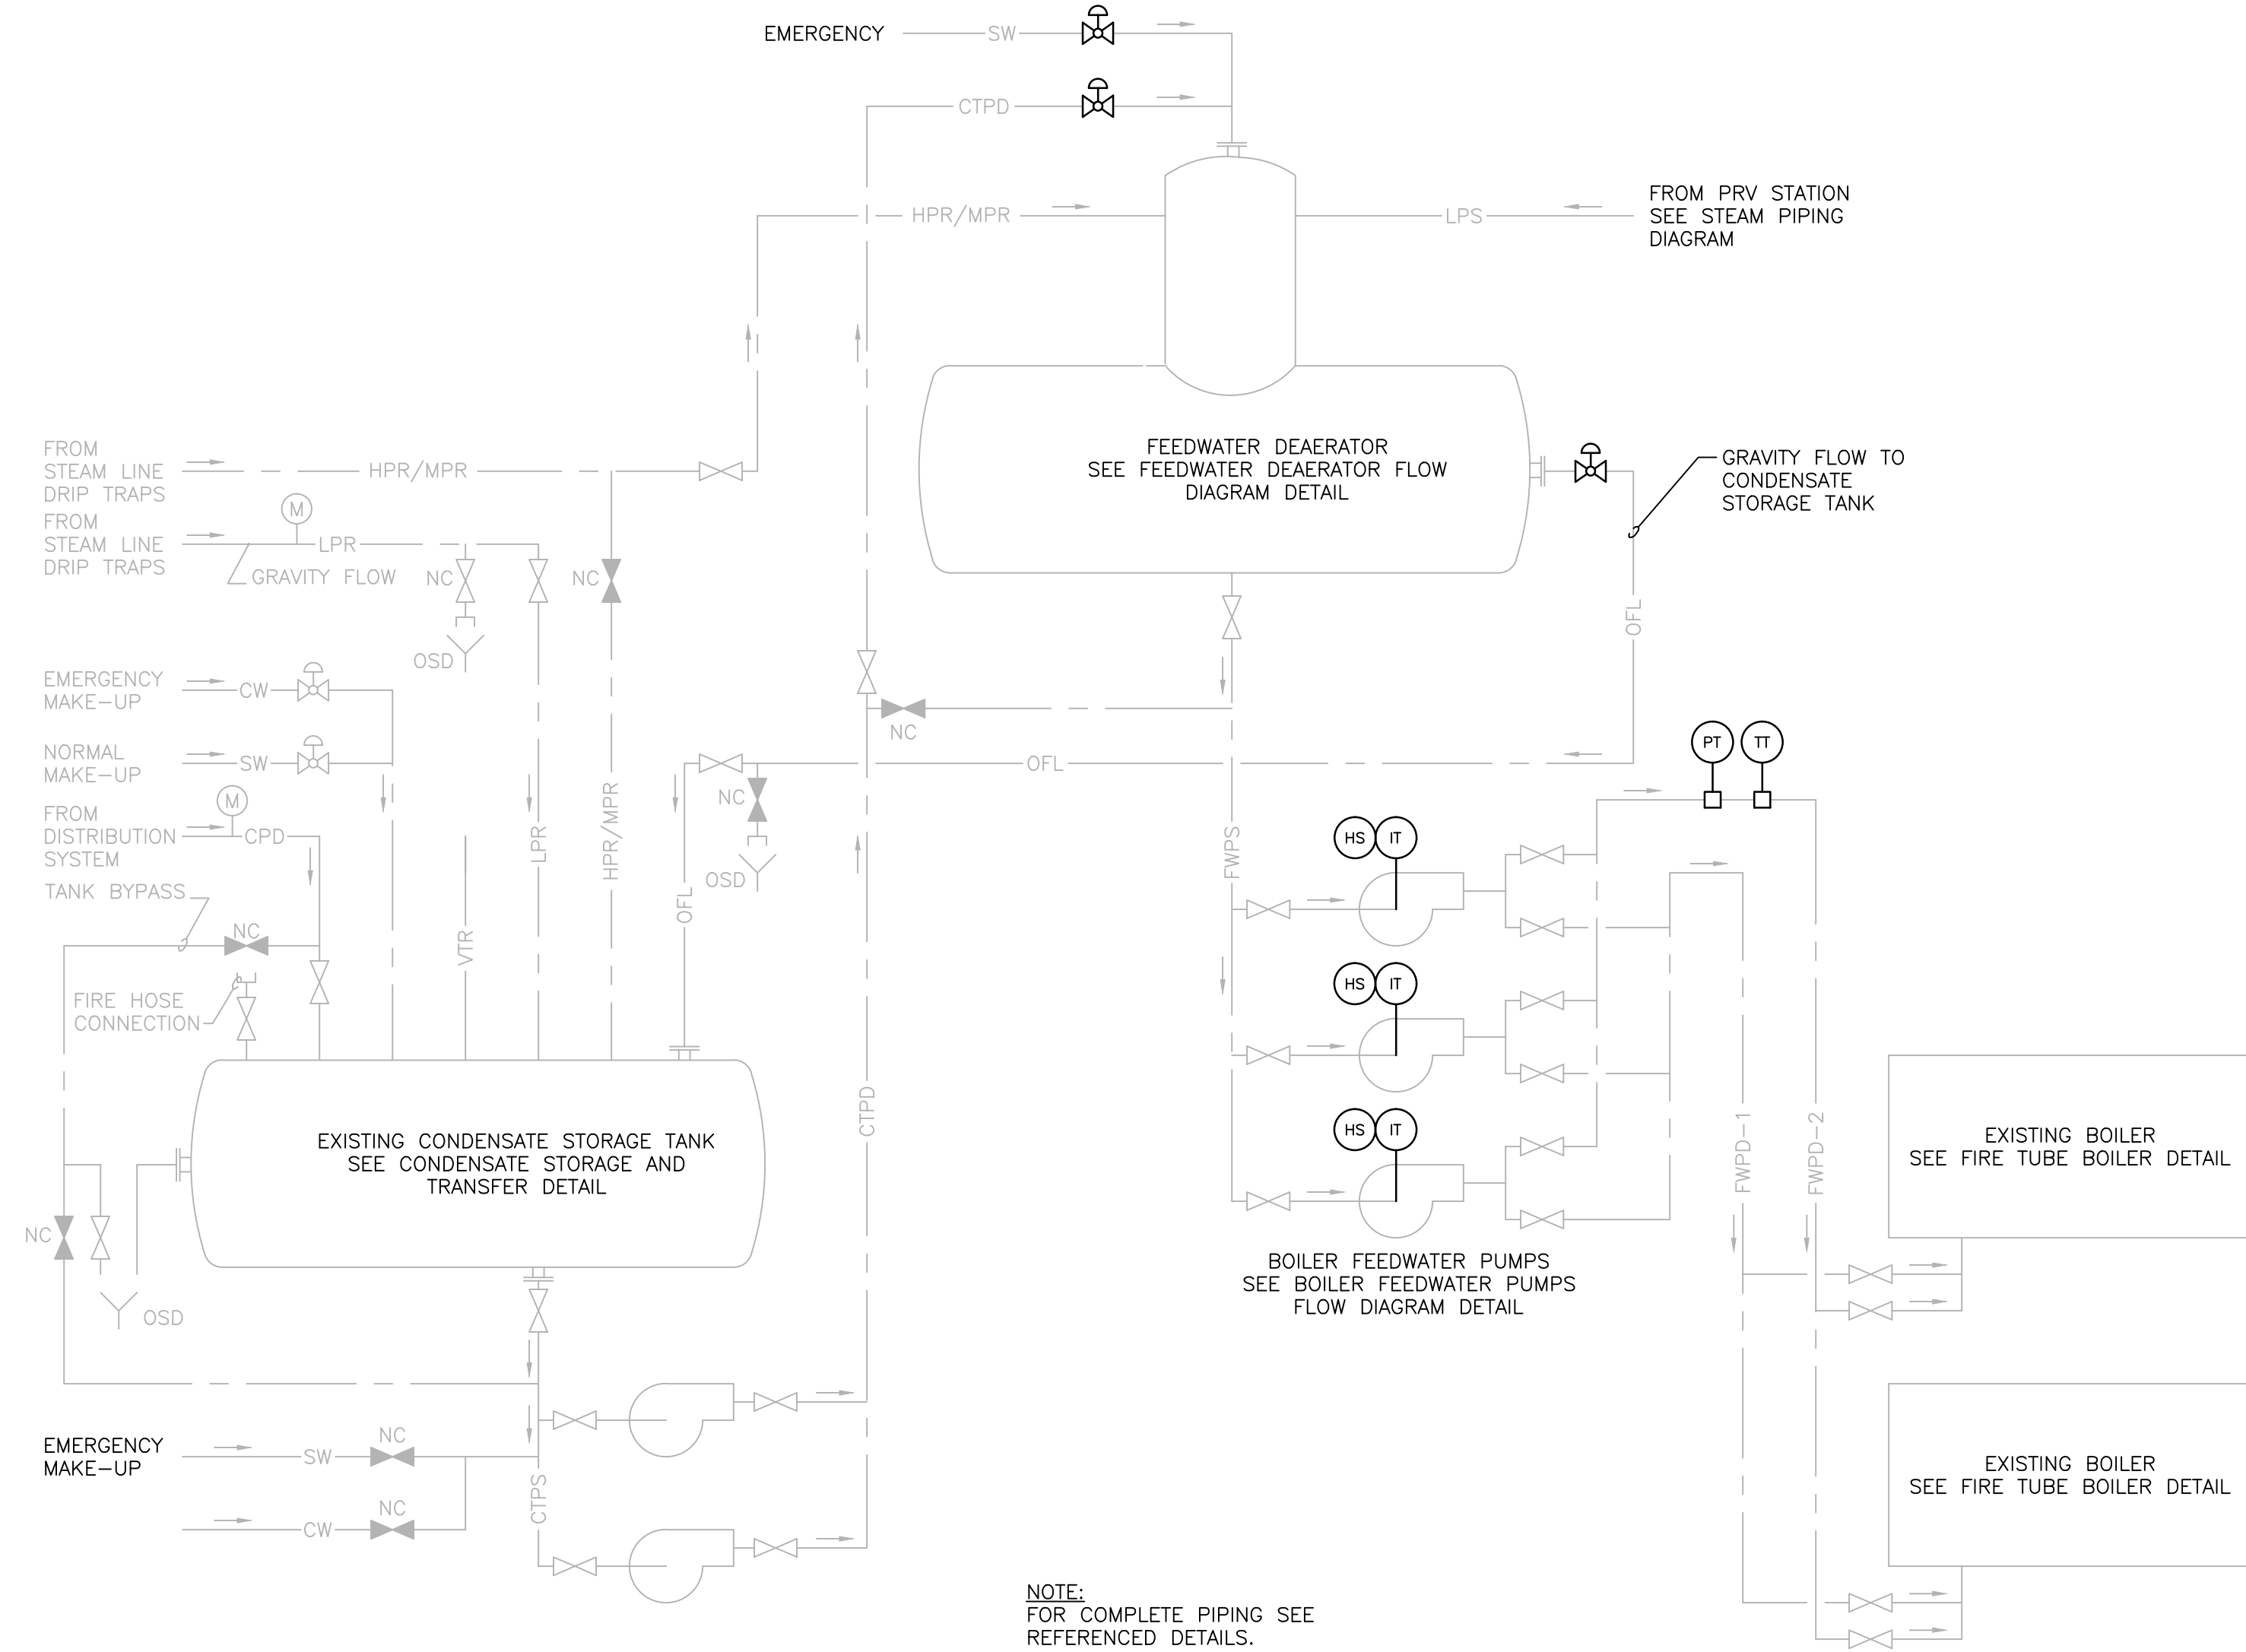 EMERGENCY
SW
CTPD
HPR/MPR
LPS
FROM PRV STATION
SEE STEAM PIPING
DIAGRAM
FROM
STEAM LINE
DRIP TRAPS
HPR/MPR
FEEDWATER DEAERATOR
SEE FEEDWATER DEAERATOR FLOW
DIAGRAM DETAIL
GRAVITY FLOW TO
CONDENSATE
STORAGE TANK
M
FROM
STEAM LINE
DRIP TRAPS
LPR
GRAVITY FLOW
NC
NC
OSD
OFL
EMERGENCY
MAKE-UP
CW
NC
NORMAL
MAKE-UP
SW
OFL
PT
TT
M
FROM
DISTRIBUTION
SYSTEM
CPD
LPR
HPR/MPR
NC
OSD
FWPS
HS
IT
TANK BYPASS
NC
VTR
OFL
FIRE HOSE
CONNECTION
HS
IT
CTPD
EXISTING CONDENSATE STORAGE TANK
SEE CONDENSATE STORAGE AND
TRANSFER DETAIL
HS
IT
FWPD-1
FWPD-2
EXISTING BOILER
SEE FIRE TUBE BOILER DETAIL
NC
OSD
BOILER FEEDWATER PUMPS
SEE BOILER FEEDWATER PUMPS
FLOW DIAGRAM DETAIL
EMERGENCY
MAKE-UP
SW
NC
CTPS
CW
NC
EXISTING BOILER
SEE FIRE TUBE BOILER DETAIL
NOTE:
FOR COMPLETE PIPING SEE
REFERENCED DETAILS.